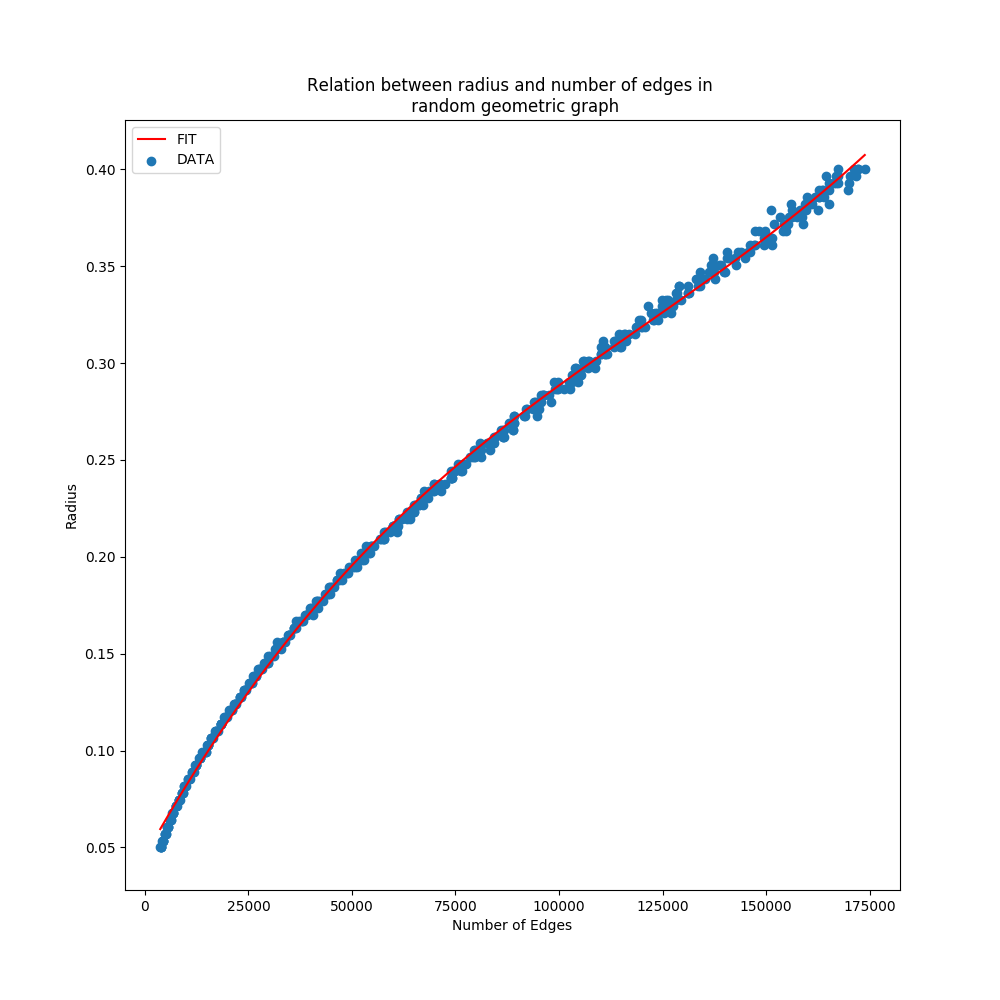 Relation between radius and number of edges in
random geometric graph
FIT
DATA
0.40
0.35
0.30
0.25
0.20
0.15
0.10
0.05
Radius
0 25000 50000 75000 100000 125000 150000 175000
Number of Edges